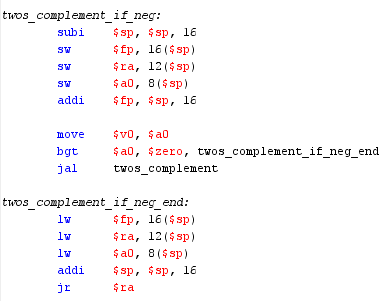 twos_complement_if_neg:
subi $sp, $sp, 16
sw $fp, 16($sp)
sw $ra, 12($sp)
sw $a0, 8($sp)
addi $fp, $sp, 16
move $v0, $a0
bgt $a0, $zero, twos_complement_if_neg_end
jal twos_complement
twos_complement_if_neg_end:
lw $fp, 16($sp)
lw $ra, 12($sp)
lw $a0, 8($sp)
addi $sp, $sp, 16
jr $ra